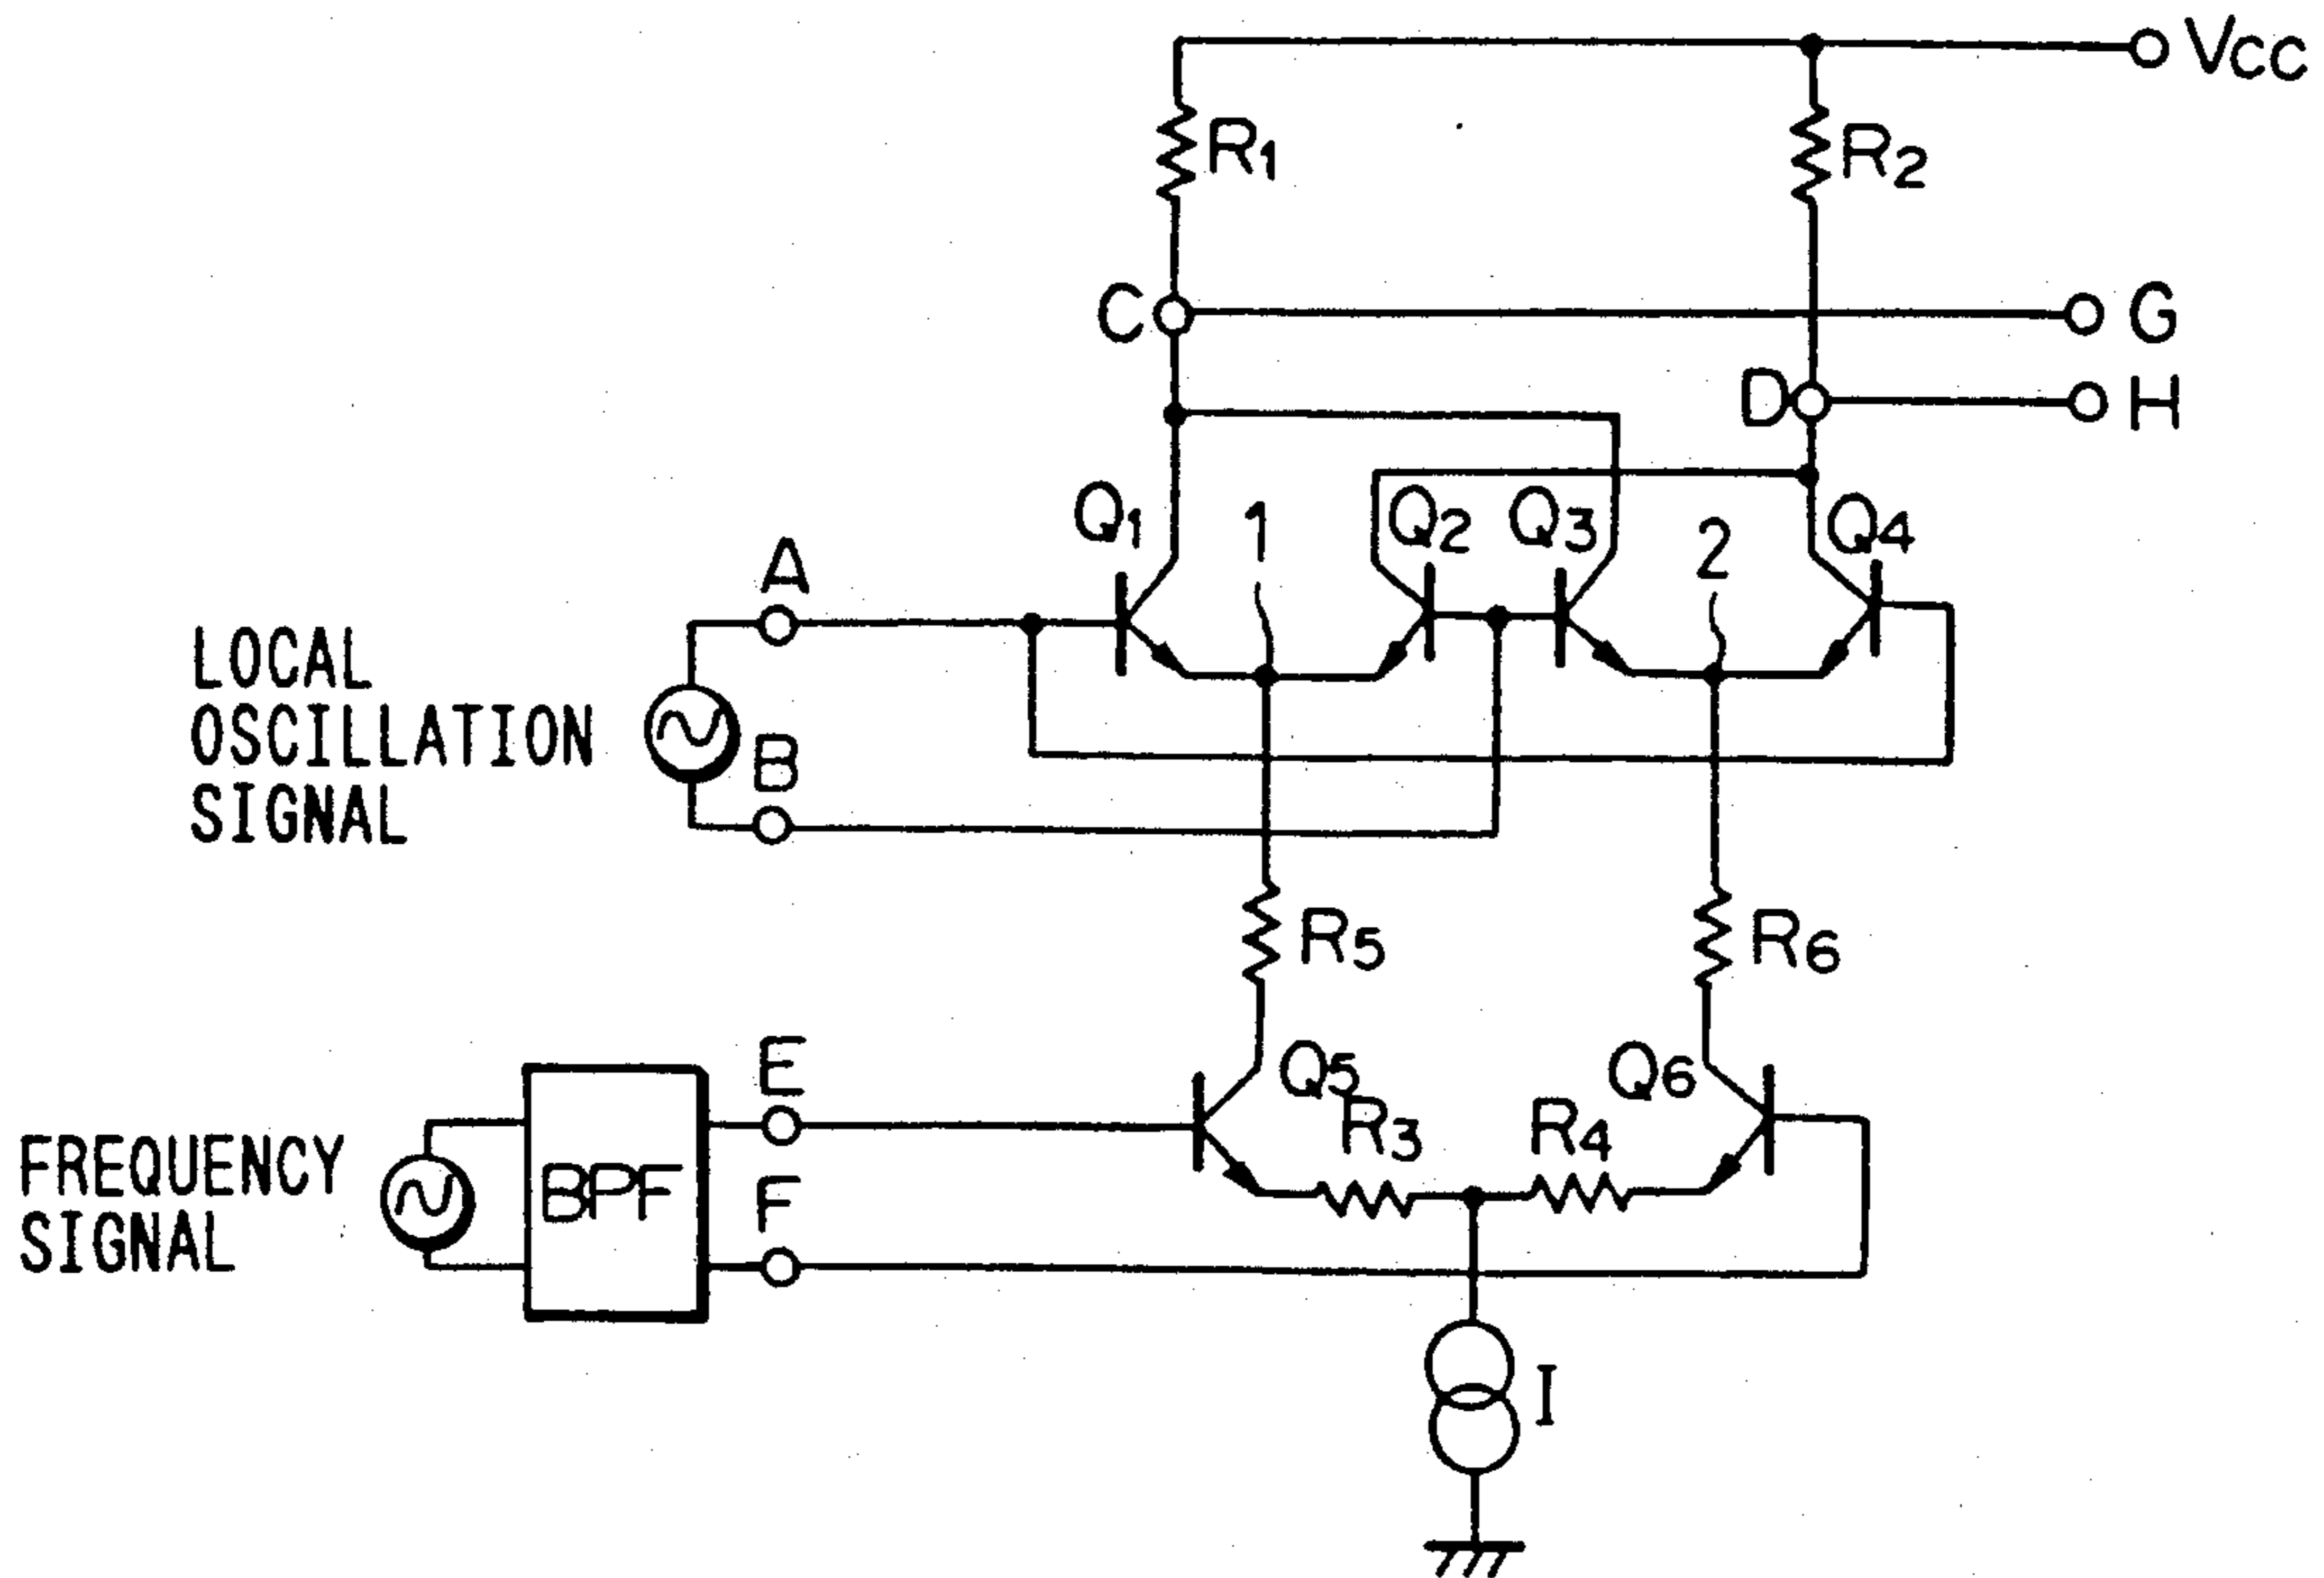 VCC
R1
R2
C
G
D
H
Q1
1
Q2
Q3
2
Q4
A
LOCAL
OSCILLATION
SIGNAL
B
R5
R6
E
Q5
Q6
R3
R4
FREQUENCY
SIGNAL
BPF
F
I